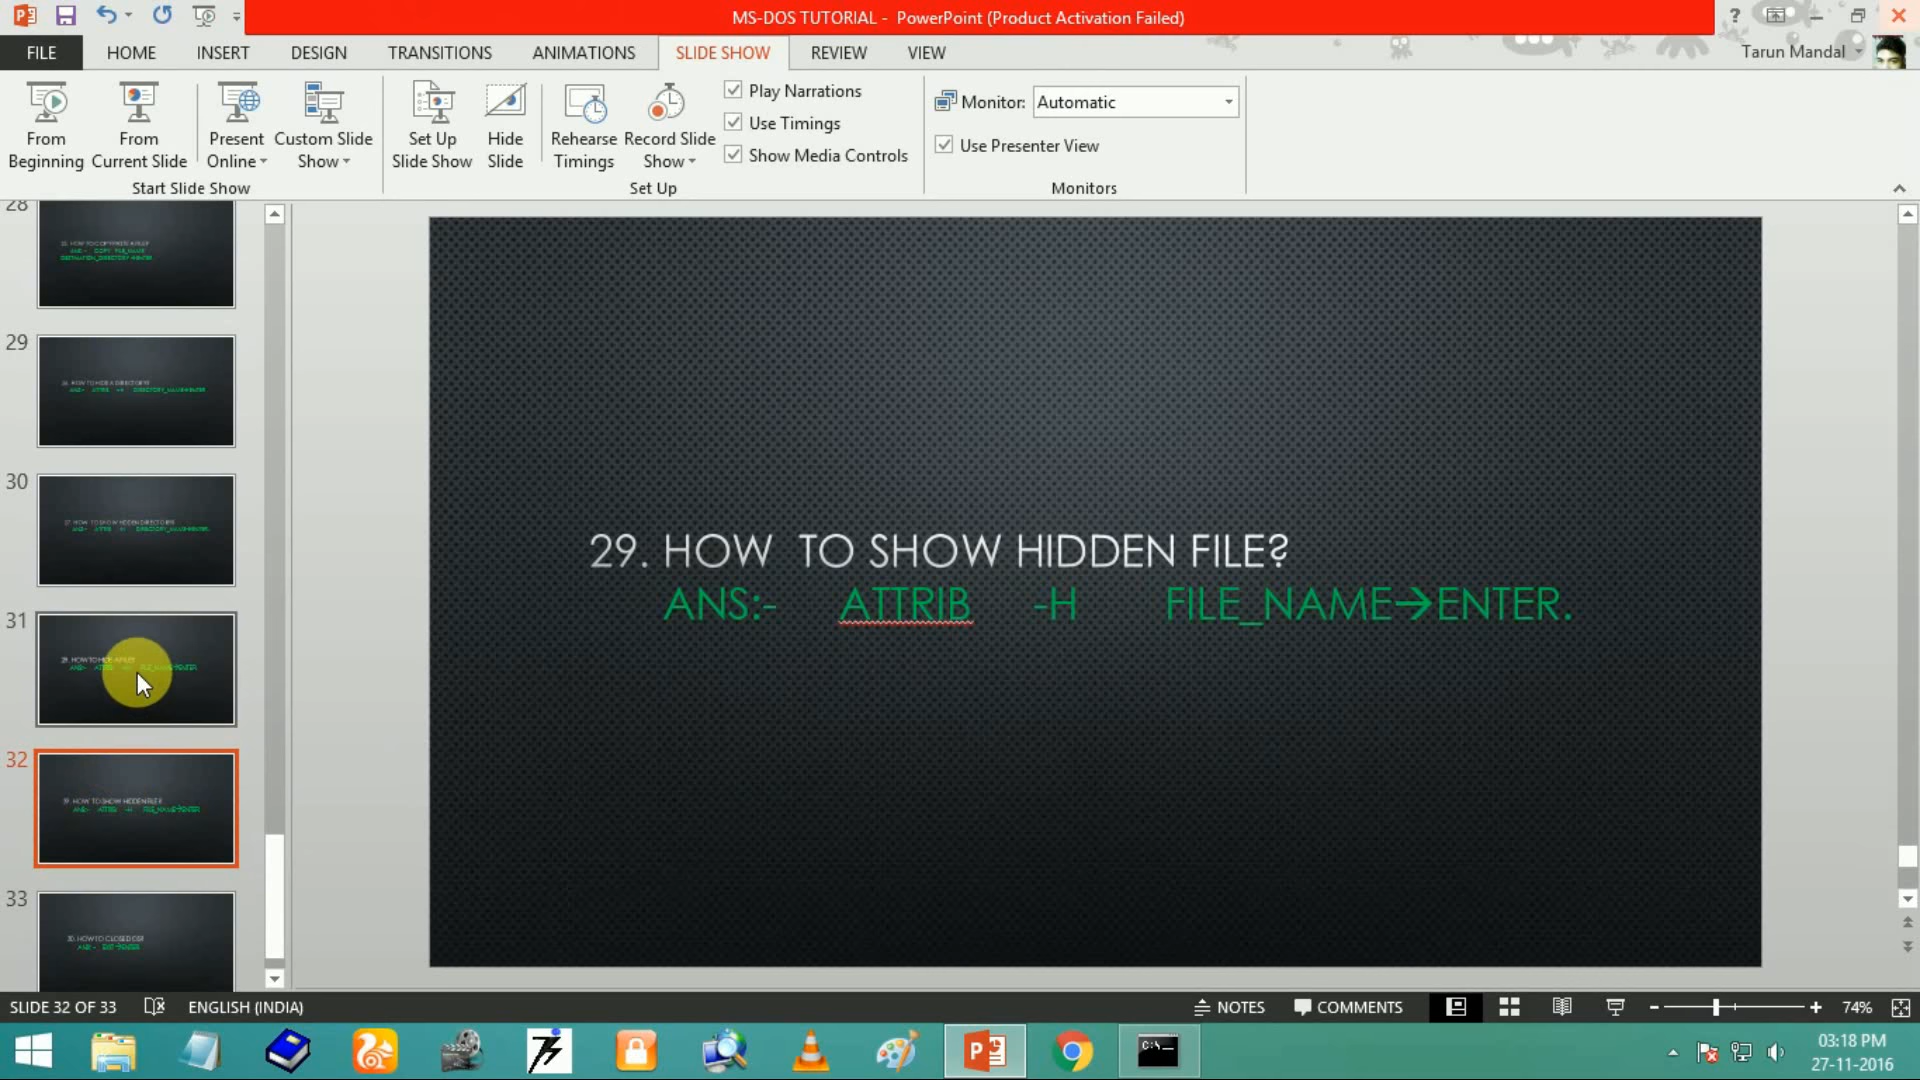 MS-DOS TUTORIAL - PowerPoint (Product Activation Failed)
?
FILE HOME INSERT DESIGN TRANSITIONS ANIMATIONS SLIDE SHOW REVIEW VIEW
Tarun Mandal
From Beginning
From Current Slide
Present Online
Custom Slide Show
Set Up Slide Show
Hide Slide
Rehearse Timings
Record Slide Show
Play Narrations
Use Timings
Show Media Controls
Monitor: Automatic
Use Presenter View
Start Slide Show
Set Up
Monitors
28
29
30
31
32
33
29. HOW TO SHOW HIDDEN FILE?
ANS:- ATTRIB -H FILE_NAME→ENTER.
SLIDE 32 OF 33
ENGLISH (INDIA)
NOTES
COMMENTS
74%
C:\
03:18 PM
27-11-2016